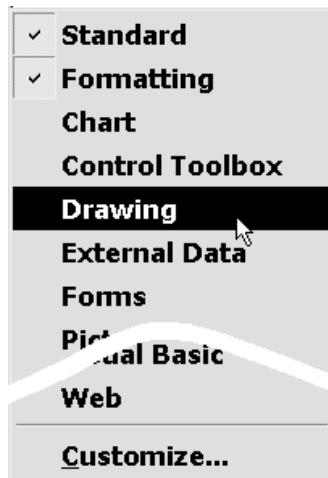 Standard
Formatting
Chart
Control Toolbox
Drawing
External Data
Forms
Web
Customize...